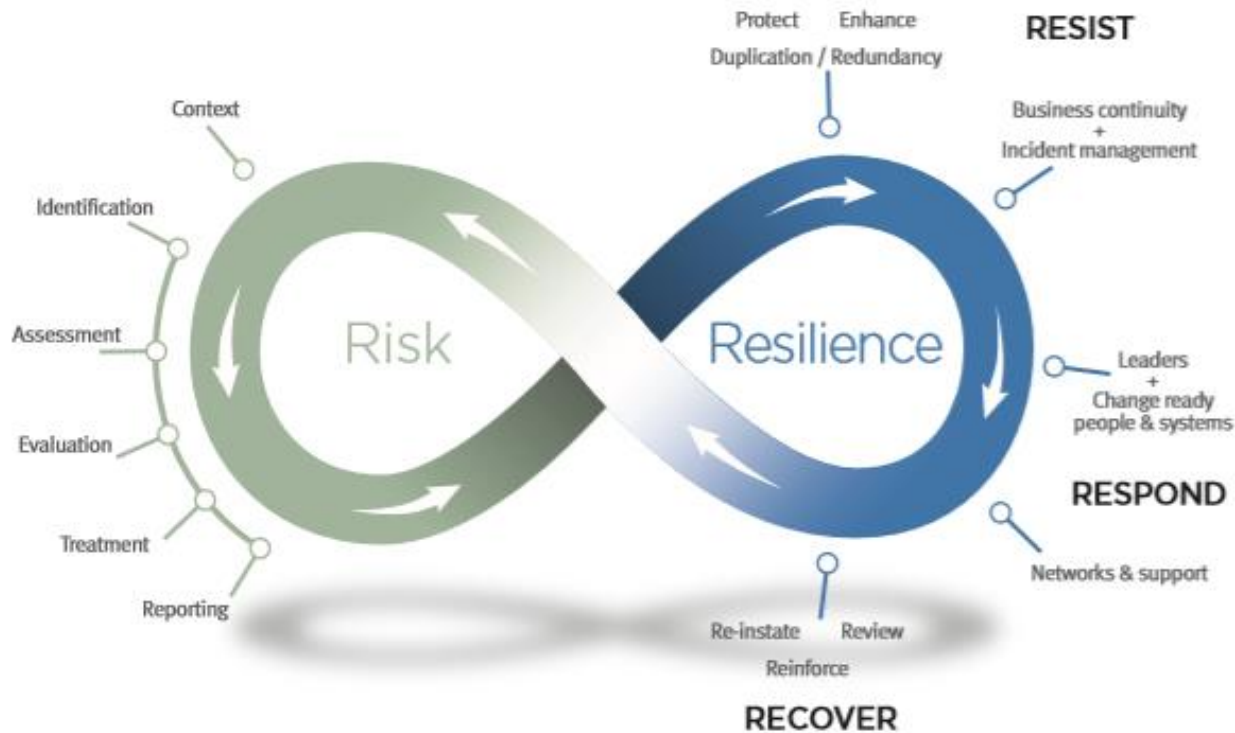 Protect Enhance
Duplication / Redundancy
RESIST
Context
Business continuity
+
Incident management
Identification
Assessment
Risk
Resilience
Leaders
+
Change ready
people & systems
Evaluation
RESPOND
Treatment
Networks & support
Reporting
Re-instate Review
Reinforce
RECOVER